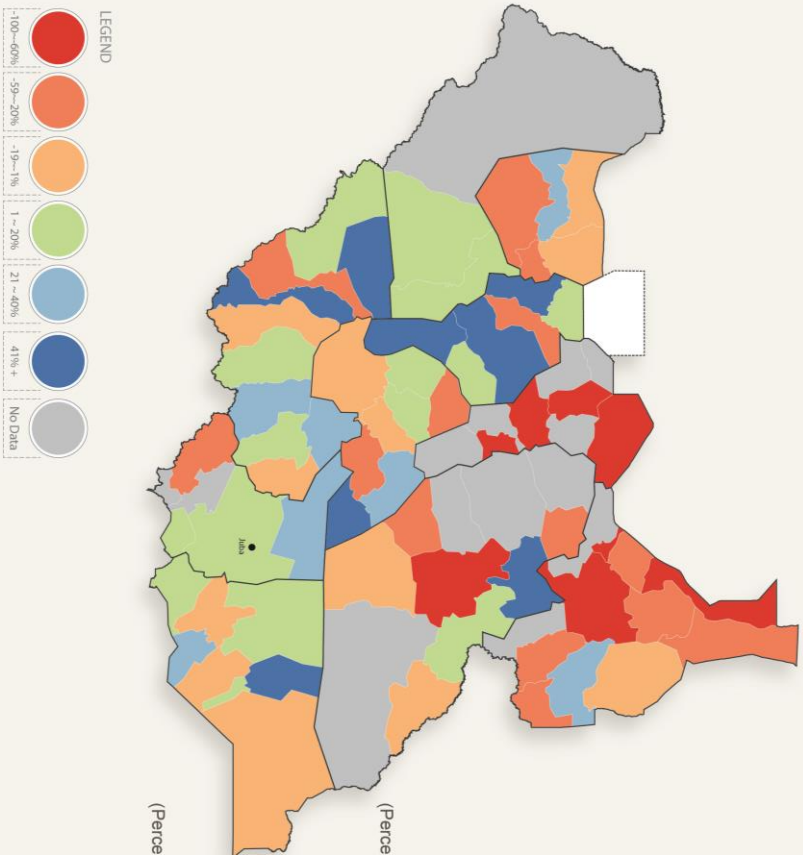 LEGEND
-100~-60%
-59~-20%
-19~-1%
1 ~ 20%
21 ~ 40%
41% +
No Data
Juba
(Perce
(Perce